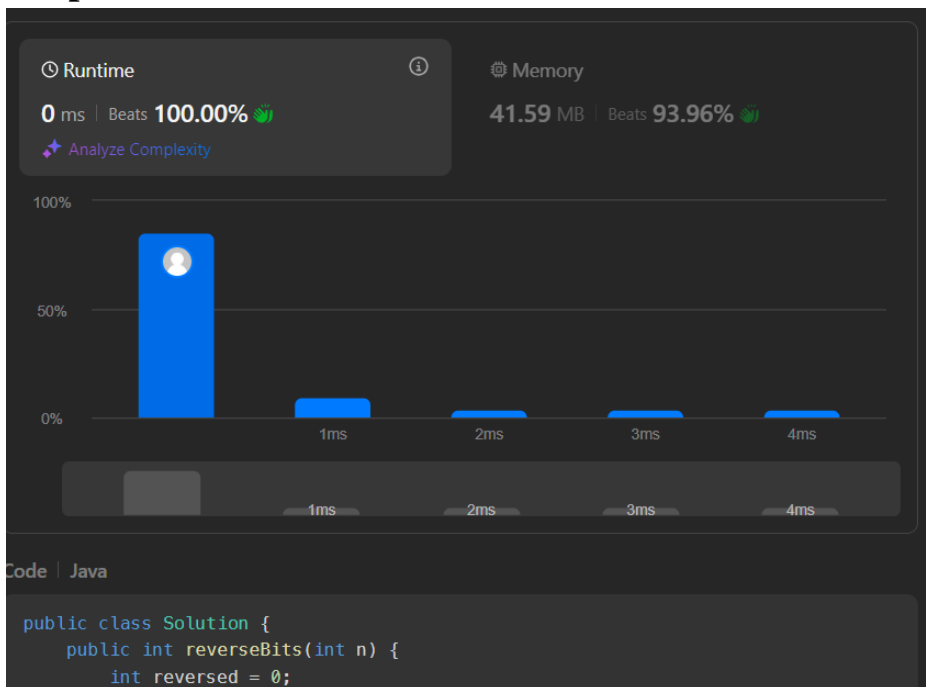 Runtime
Memory
0 ms | Beats 100.00%
41.59 MB | Beats 93.96%
Analyze Complexity
100%
50%
0%
1ms 2ms 3ms 4ms
1ms 2ms 3ms 4ms
Code | Java
public class Solution {
    public int reverseBits(int n) {
        int reversed = 0;